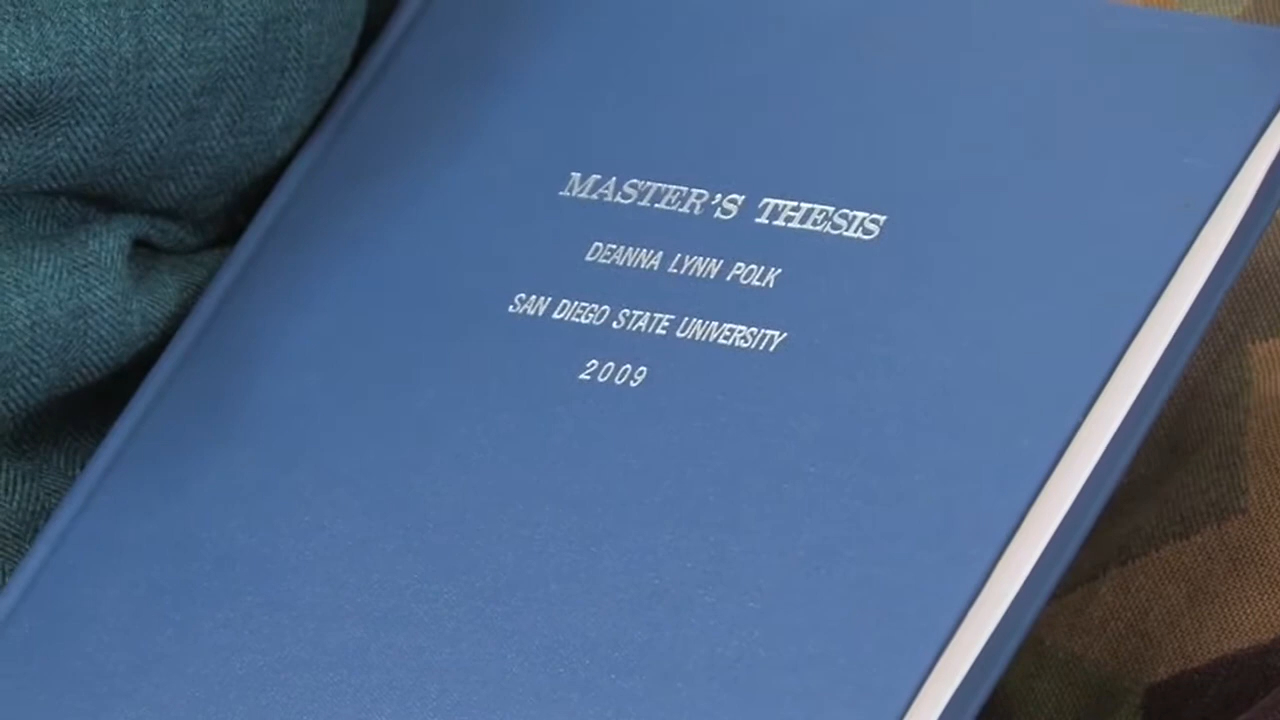 MASTER'S THESIS
DEANNA LYNN POLK
SAN DIEGO STATE UNIVERSITY
2009